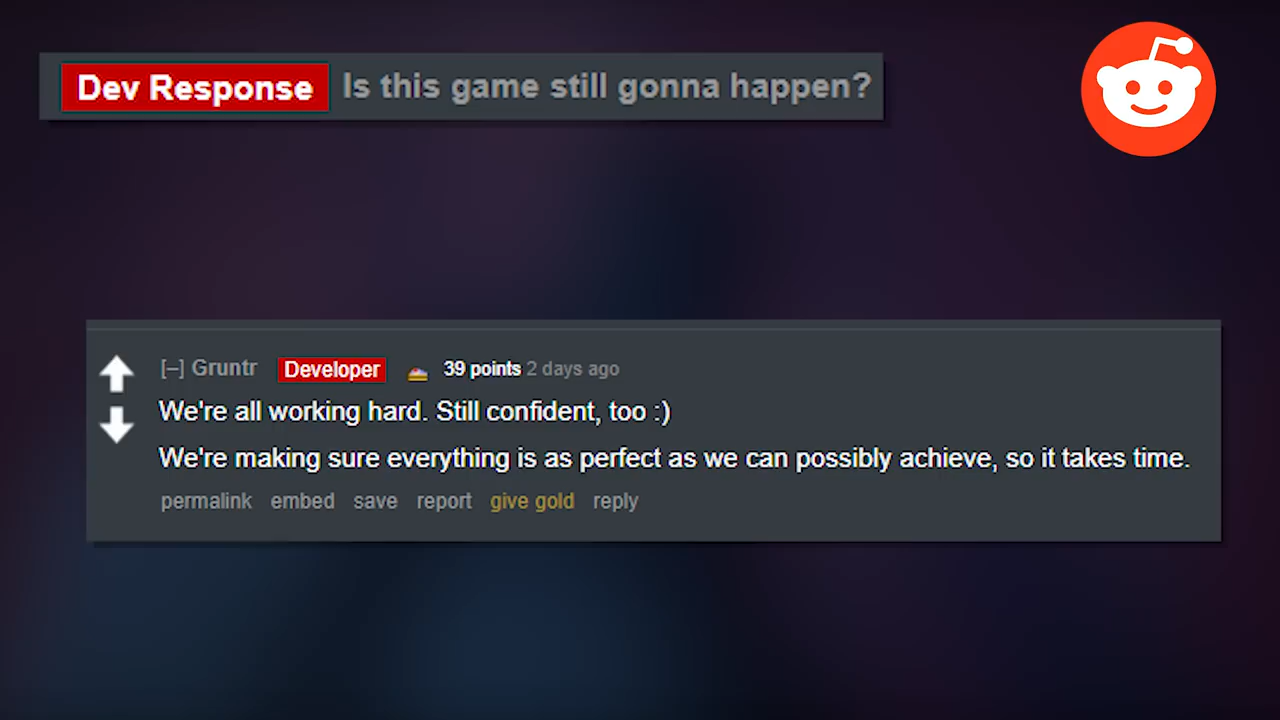 Dev Response Is this game still gonna happen?
[–] Gruntr Developer 39 points 2 days ago
We're all working hard. Still confident, too :)
We're making sure everything is as perfect as we can possibly achieve, so it takes time.
permalink embed save report give gold reply